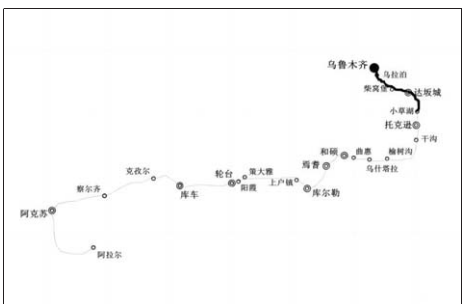 乌鲁木齐
乌拉泊
柴窝堡
达坂城
小草湖
托克逊
干沟
和硕
曲惠
榆树沟
乌什塔拉
焉耆
库尔勒
上户镇
策大雅
轮台
阳霞
克孜尔
库车
察尔齐
阿克苏
阿拉尔